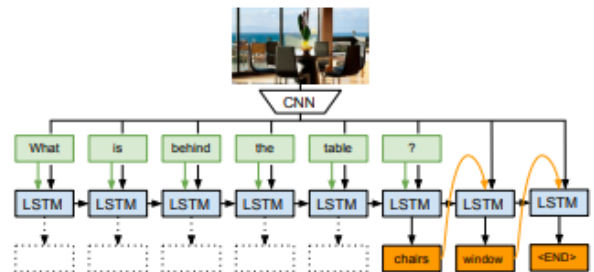 CNN
What is behind the table ?
LSTM LSTM LSTM LSTM LSTM LSTM LSTM LSTM
chairs window <END>